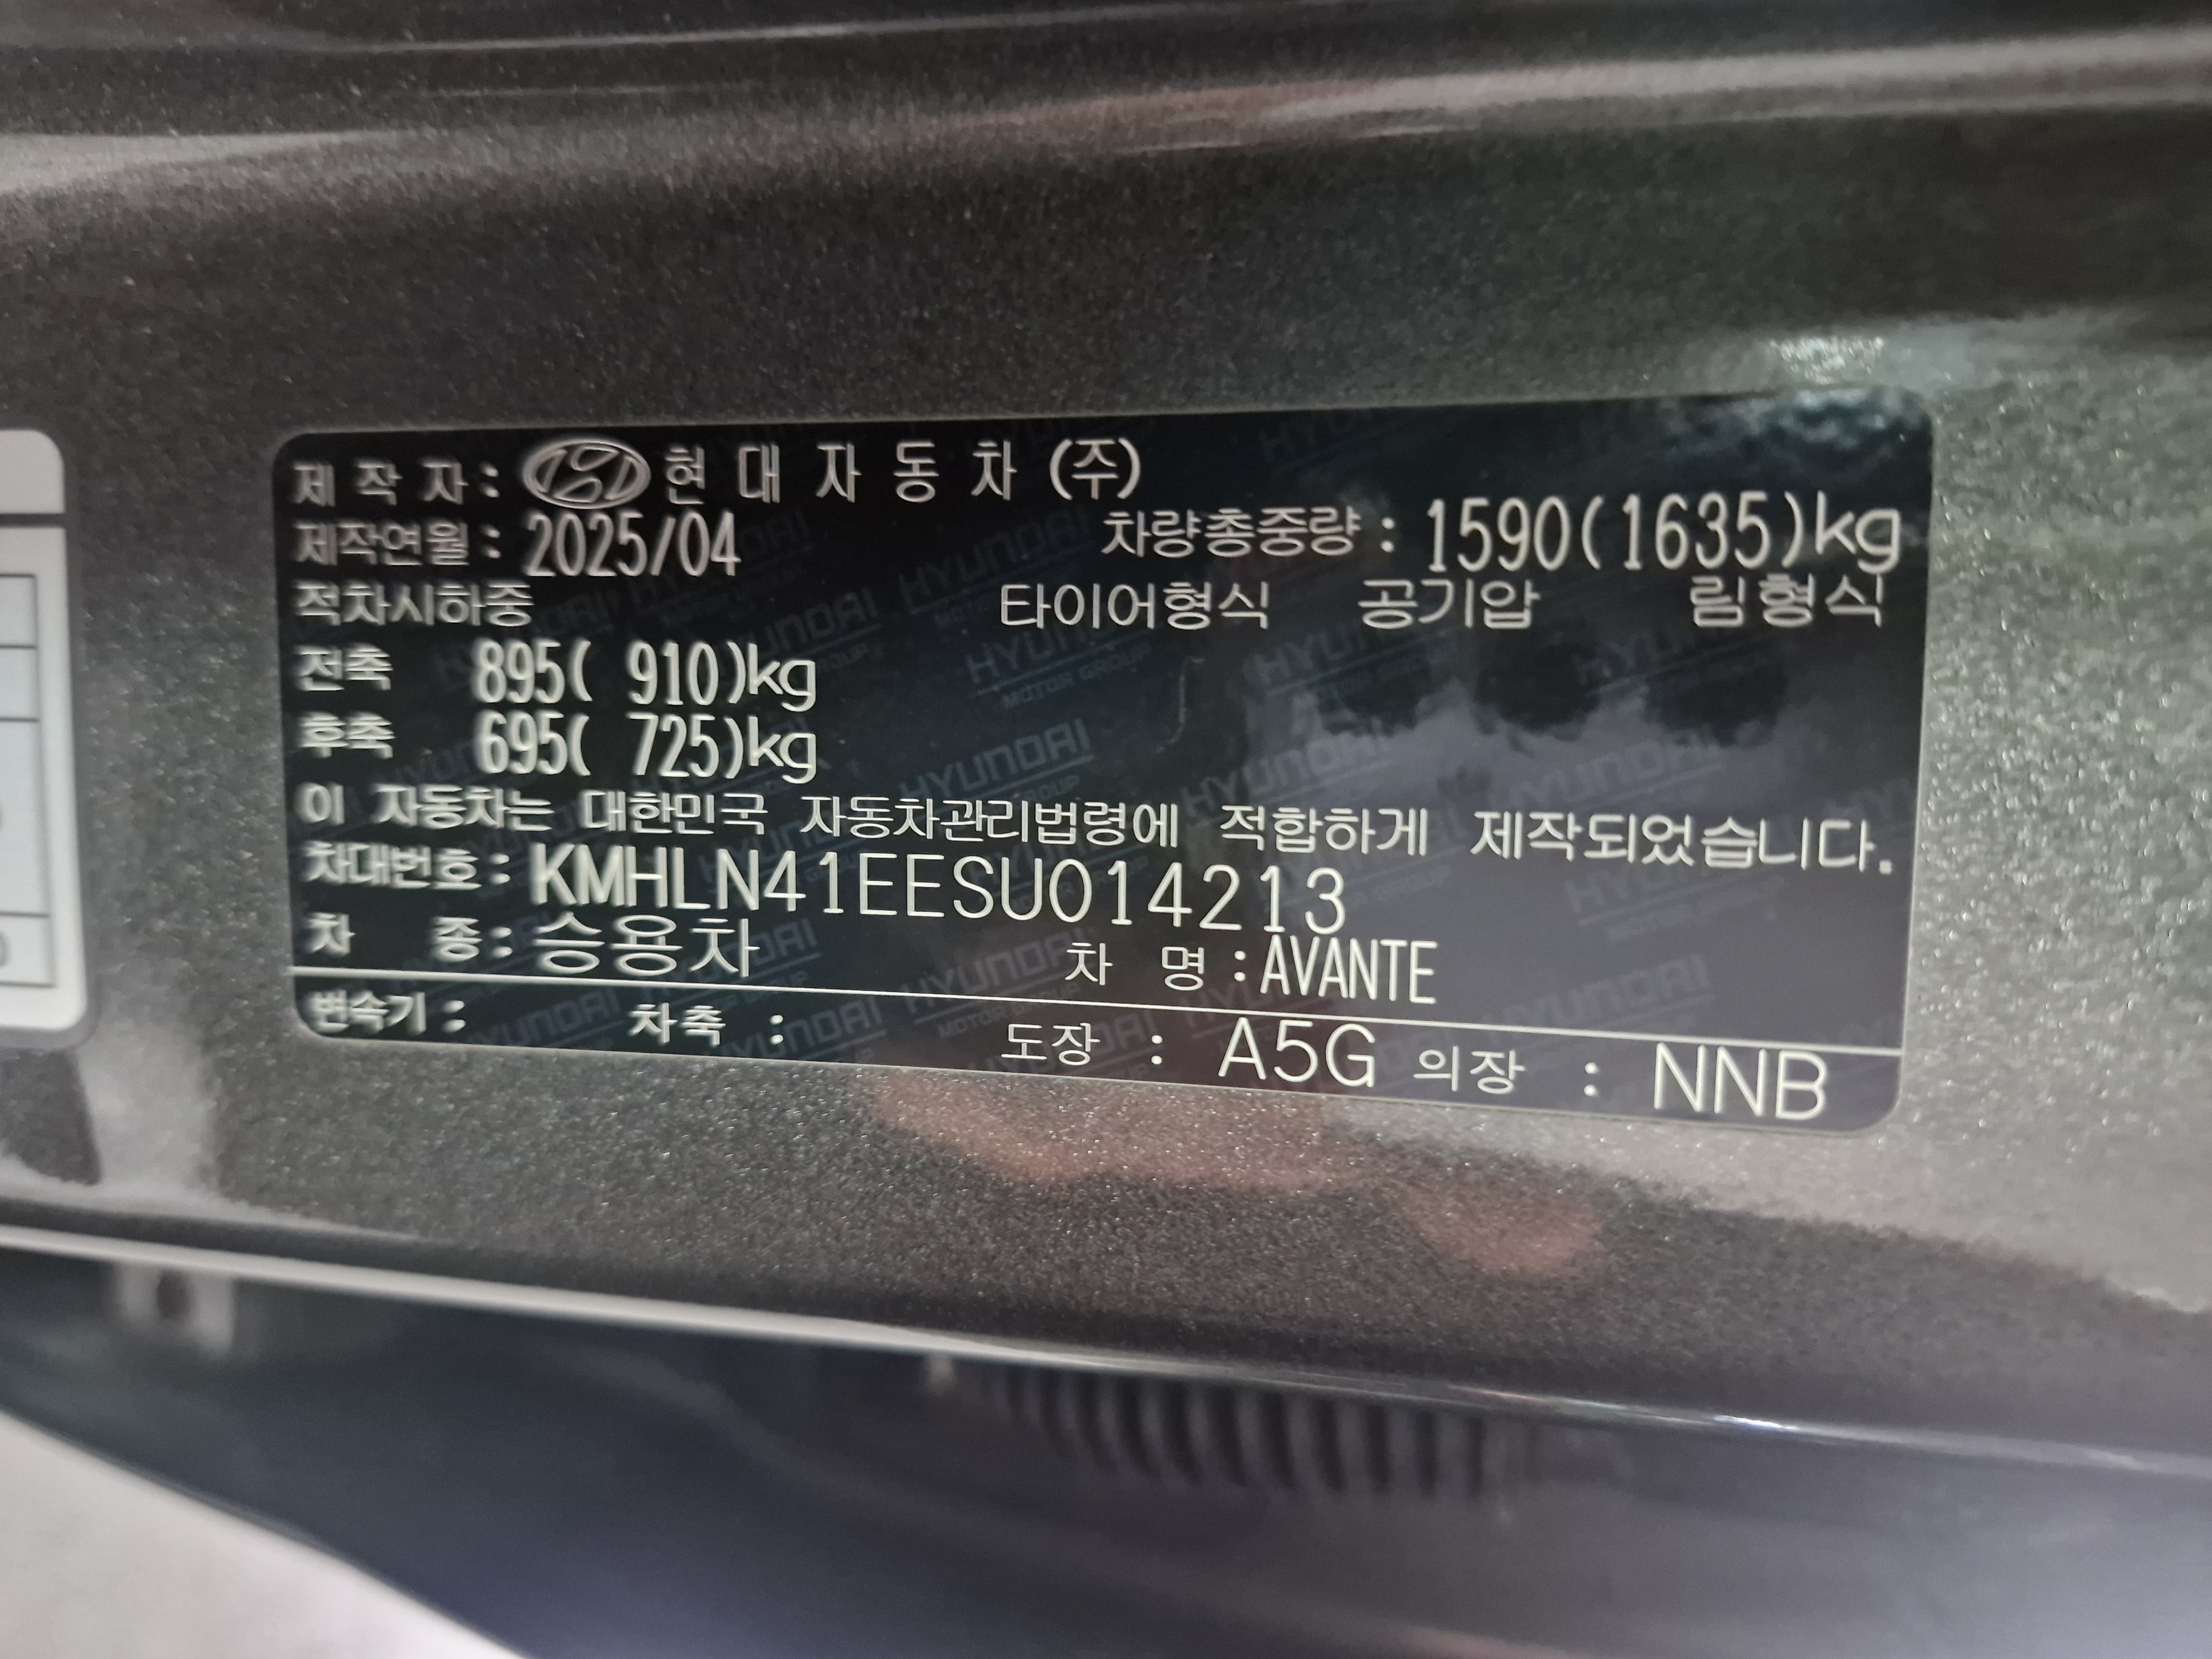 제 작 자 : 현 대 자 동 차 (주)
제작연월 : 2025/04 차량총중량 : 1590(1635)kg
적차시하중 타이어형식 공기압 림형식
전축 895( 910)kg
후축 695( 725)kg
이 자동차는 대한민국 자동차관리법령에 적합하게 제작되었습니다.
차대번호 : KMHLN41EESU014213
차 종 : 승용차 차 명 : AVANTE
변속기 : 차축 : 도장 : A5G 의장 : NNB
HYUNDAI
MOTOR GROUP